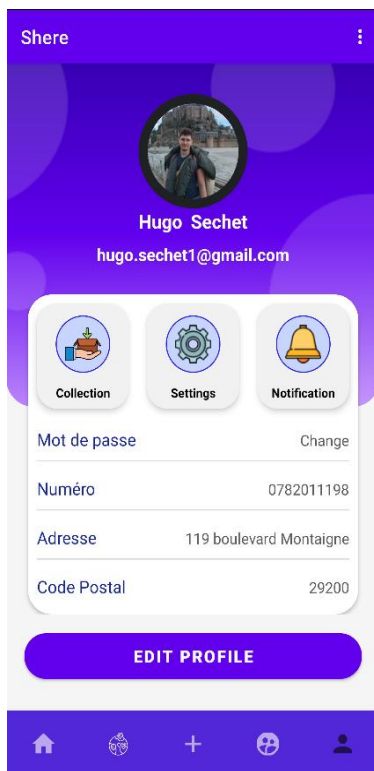 Shere
Hugo Sechet
hugo.sechet1@gmail.com
Collection Settings Notification
Mot de passe Change
Numéro 0782011198
Adresse 119 boulevard Montaigne
Code Postal 29200
EDIT PROFILE